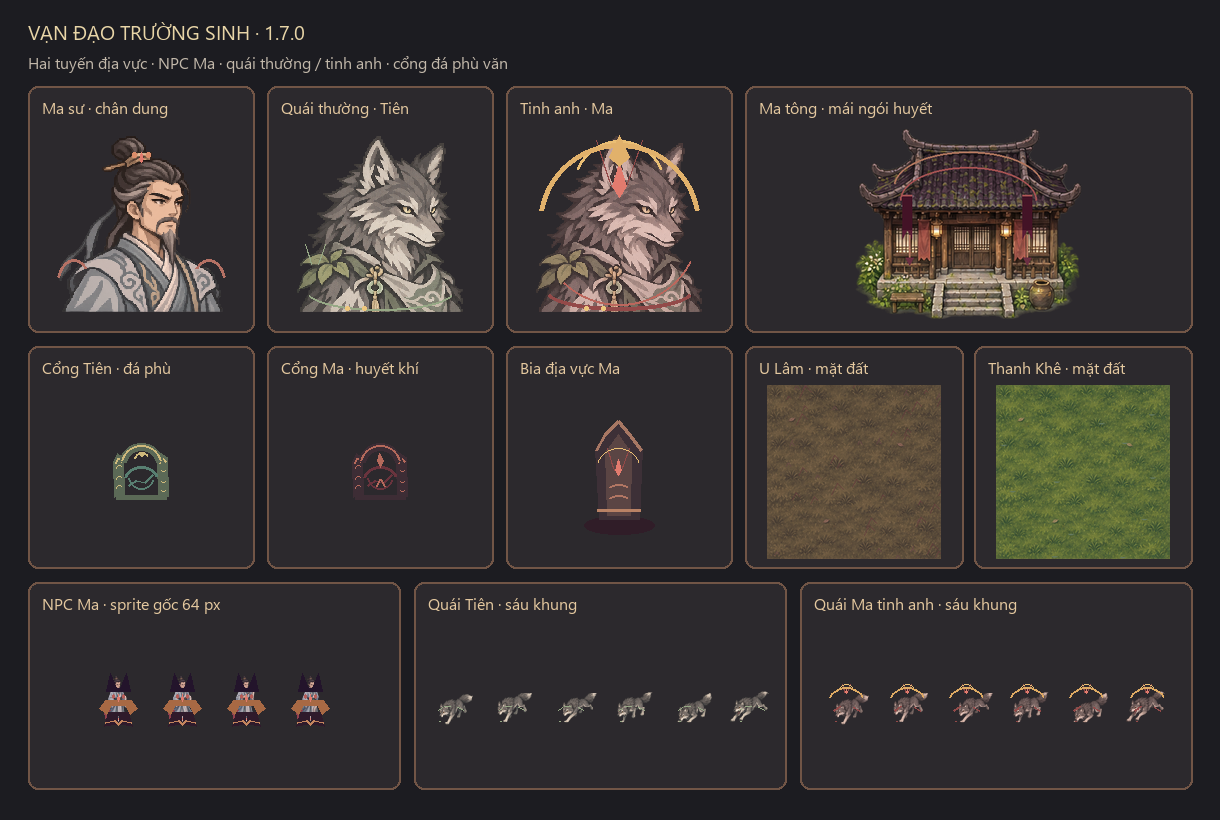 VẠN ĐẠO TRƯỜNG SINH · 1.7.0
Hai tuyến địa vực · NPC Ma · quái thường / tinh anh · cổng đá phù văn
Ma sư · chân dung
Quái thường · Tiên
Tinh anh · Ma
Ma tông · mái ngói huyết
Cổng Tiên · đá phù
Cổng Ma · huyết khí
Bia địa vực Ma
U Lâm · mặt đất
Thanh Khê · mặt đất
NPC Ma · sprite gốc 64 px
Quái Tiên · sáu khung
Quái Ma tinh anh · sáu khung